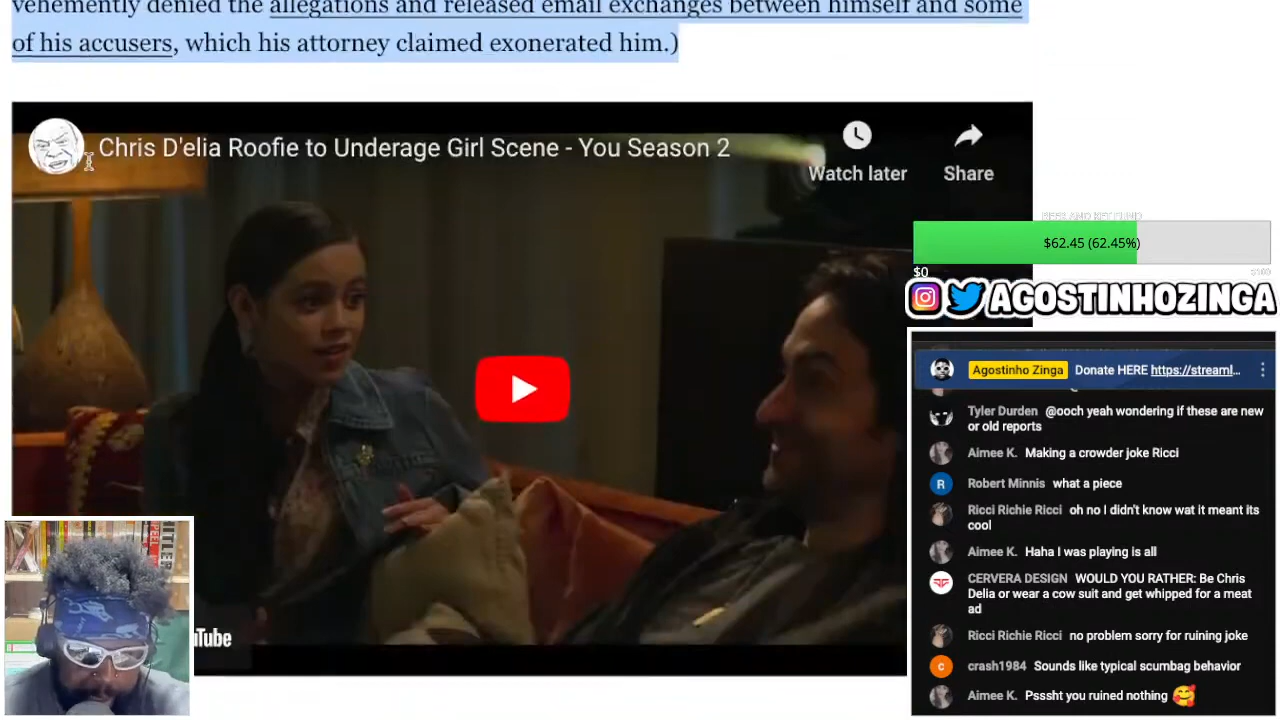 vehemently denied the allegations and released email exchanges between himself and some
of his accusers, which his attorney claimed exonerated him.)
Chris D'elia Roofie to Underage Girl Scene - You Season 2
Watch later
Share
$62.45 (62.45%)
$0
$100
AGOSTINHOZINGA
Agostinho Zinga Donate HERE https://streaml...
Tyler Durden @ooch yeah wondering if these are new
or old reports
Aimee K. Making a crowder joke Ricci
Robert Minnis what a piece
Ricci Richie Ricci oh no I didn't know wat it meant its
cool
Aimee K. Haha I was playing is all
CERVERA DESIGN WOULD YOU RATHER: Be Chris
Delia or wear a cow suit and get whipped for a meat
ad
Ricci Richie Ricci no problem sorry for ruining joke
crash1984 Sounds like typical scumbag behavior
Aimee K. Psssht you ruined nothing 🥰
uTube